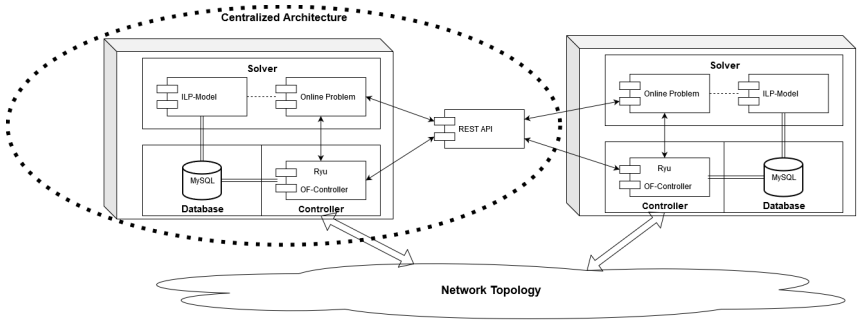 Centralized Architecture
Solver
ILP-Model
Online Problem
MySQL
Database
Ryu
OF-Controller
Controller
REST API
Solver
Online Problem
ILP-Model
Ryu
OF-Controller
Controller
MySQL
Database
Network Topology